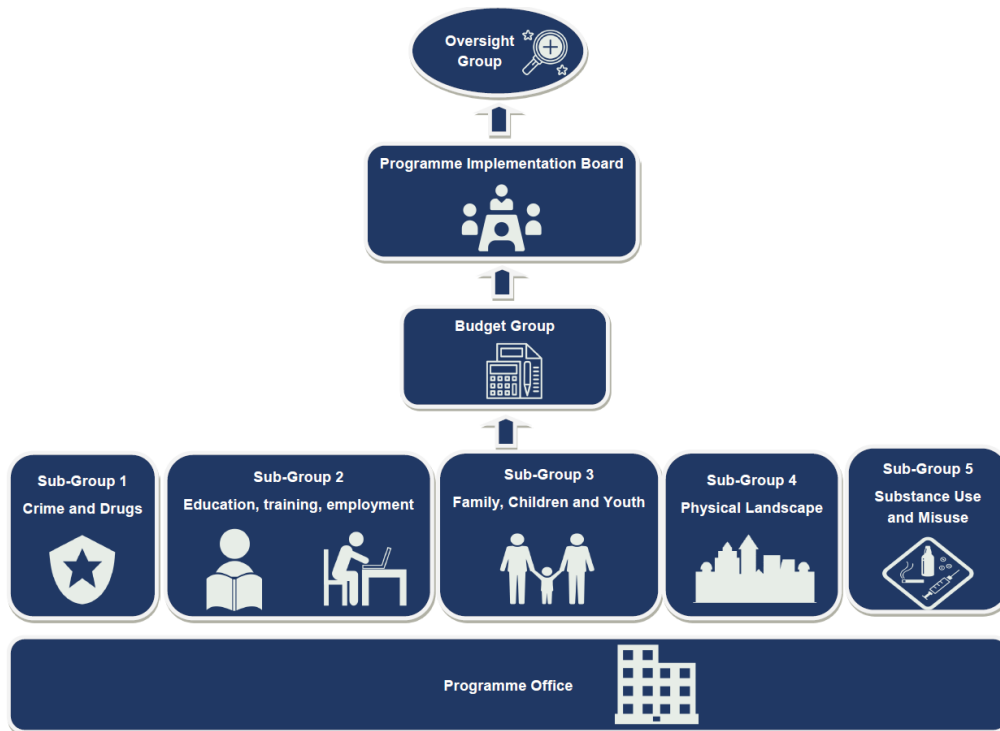 Oversight
Group
Programme Implementation Board
Budget Group
Sub-Group 1
Crime and Drugs
Sub-Group 2
Education, training, employment
Sub-Group 3
Family, Children and Youth
Sub-Group 4
Physical Landscape
Sub-Group 5
Substance Use
and Misuse
Programme Office